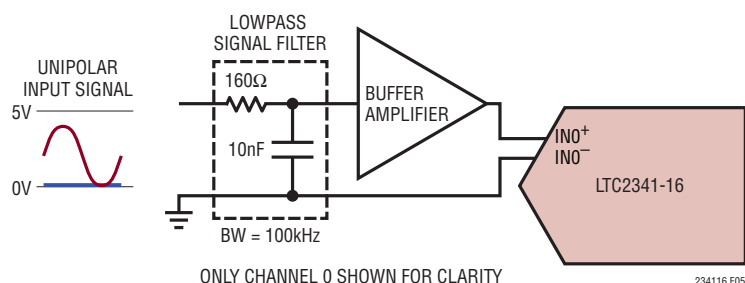 LOWPASS
SIGNAL FILTER
UNIPOLAR
INPUT SIGNAL
160Ω
BUFFER
AMPLIFIER
5V
IN0+
IN0–
10nF
LTC2341-16
0V
BW = 100kHz
ONLY CHANNEL 0 SHOWN FOR CLARITY
234116 F05